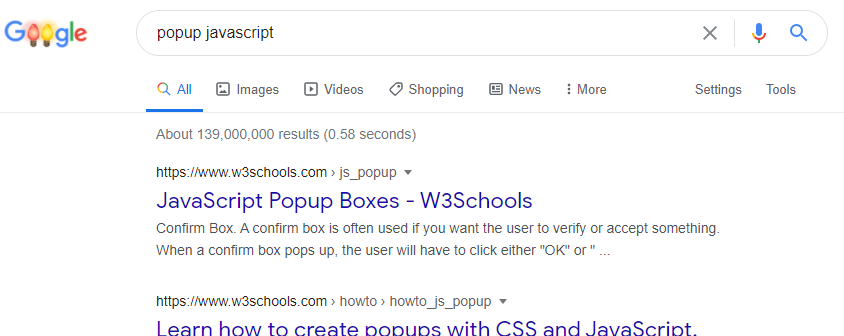 Google
popup javascript
All Images Videos Shopping News More Settings Tools
About 139,000,000 results (0.58 seconds)
https://www.w3schools.com › js_popup
JavaScript Popup Boxes - W3Schools
Confirm Box. A confirm box is often used if you want the user to verify or accept something.
When a confirm box pops up, the user will have to click either "OK" or " ...
https://www.w3schools.com › howto › howto_js_popup
Learn how to create popups with CSS and JavaScript.